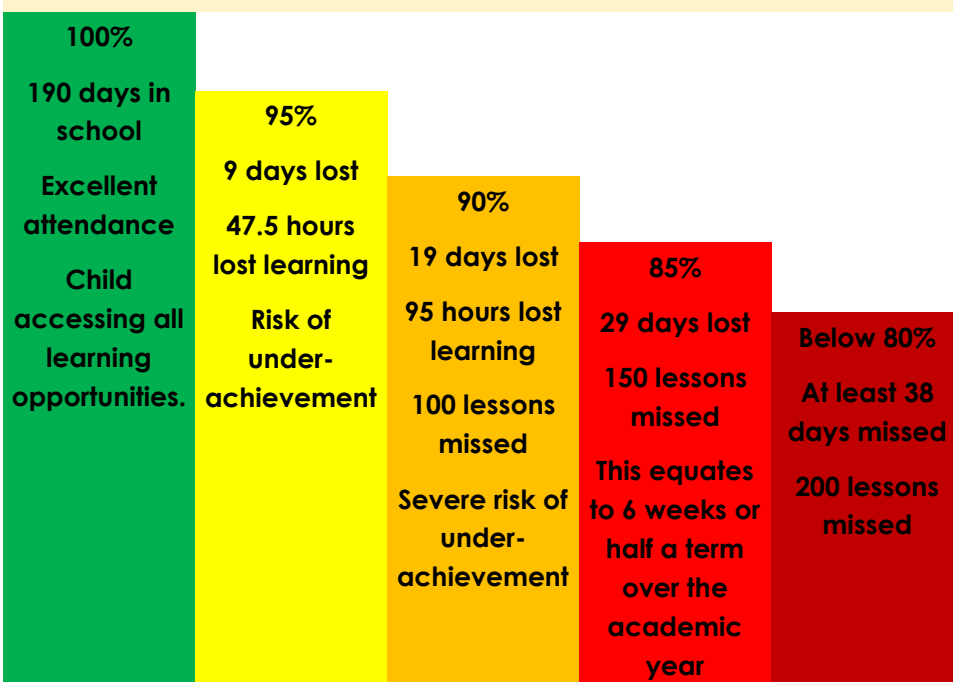 100%
190 days in
school
Excellent
attendance
Child
accessing all
learning
opportunities.
95%
9 days lost
47.5 hours
lost learning
Risk of
under-
achievement
90%
19 days lost
95 hours lost
learning
100 lessons
missed
Severe risk of
under-
achievement
85%
29 days lost
150 lessons
missed
This equates
to 6 weeks or
half a term
over the
academic
year
Below 80%
At least 38
days missed
200 lessons
missed